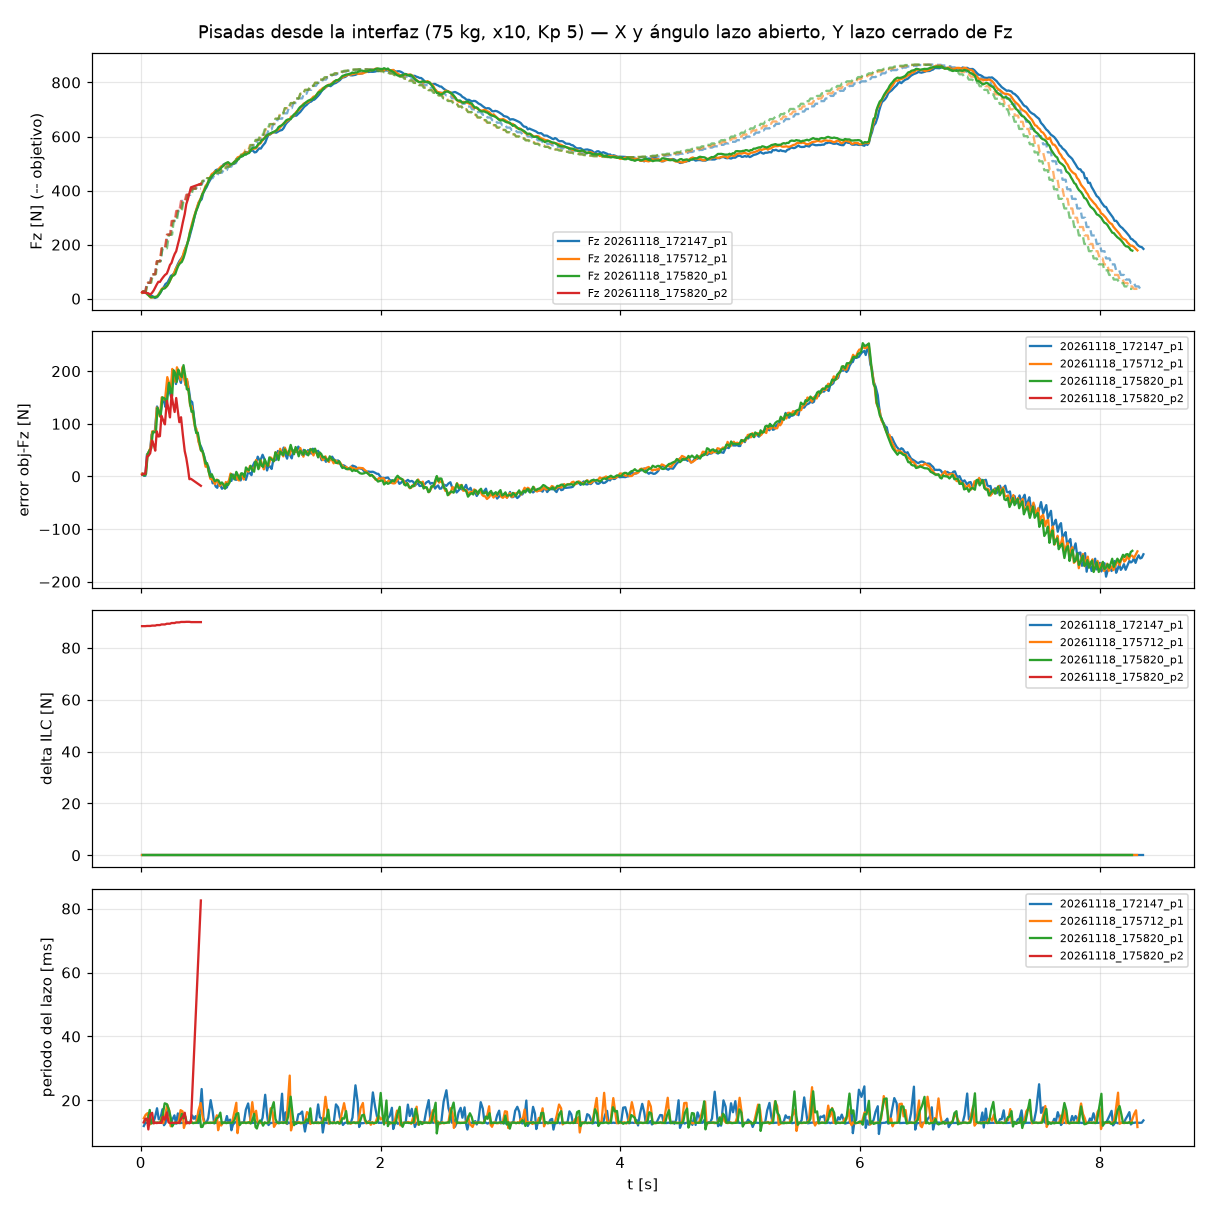 Pisadas desde la interfaz (75 kg, x10, Kp 5) — X y ángulo lazo abierto, Y lazo cerrado de Fz
Fz [N] (-- objetivo)
800
600
400
200
0
Fz 20261118_172147_p1
Fz 20261118_175712_p1
Fz 20261118_175820_p1
Fz 20261118_175820_p2
error obj-Fz [N]
200
100
0
−100
−200
20261118_172147_p1
20261118_175712_p1
20261118_175820_p1
20261118_175820_p2
delta ILC [N]
80
60
40
20
0
20261118_172147_p1
20261118_175712_p1
20261118_175820_p1
20261118_175820_p2
periodo del lazo [ms]
80
60
40
20
20261118_172147_p1
20261118_175712_p1
20261118_175820_p1
20261118_175820_p2
0 2 4 6 8
t [s]